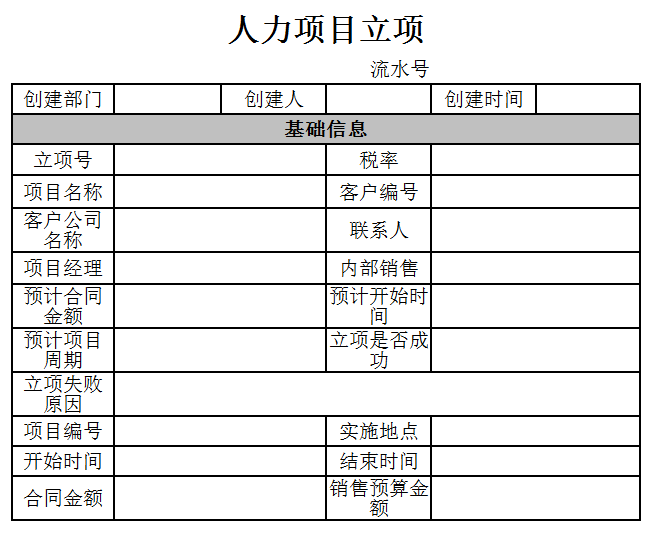 人力项目立项
流水号
创建部门 创建人 创建时间
基础信息
立项号 税率
项目名称 客户编号
客户公司
名称
联系人
项目经理 内部销售
预计合同
金额
预计开始时
间
预计项目
周期
立项是否成
功
立项失败
原因
项目编号 实施地点
开始时间 结束时间
合同金额
销售预算金
额